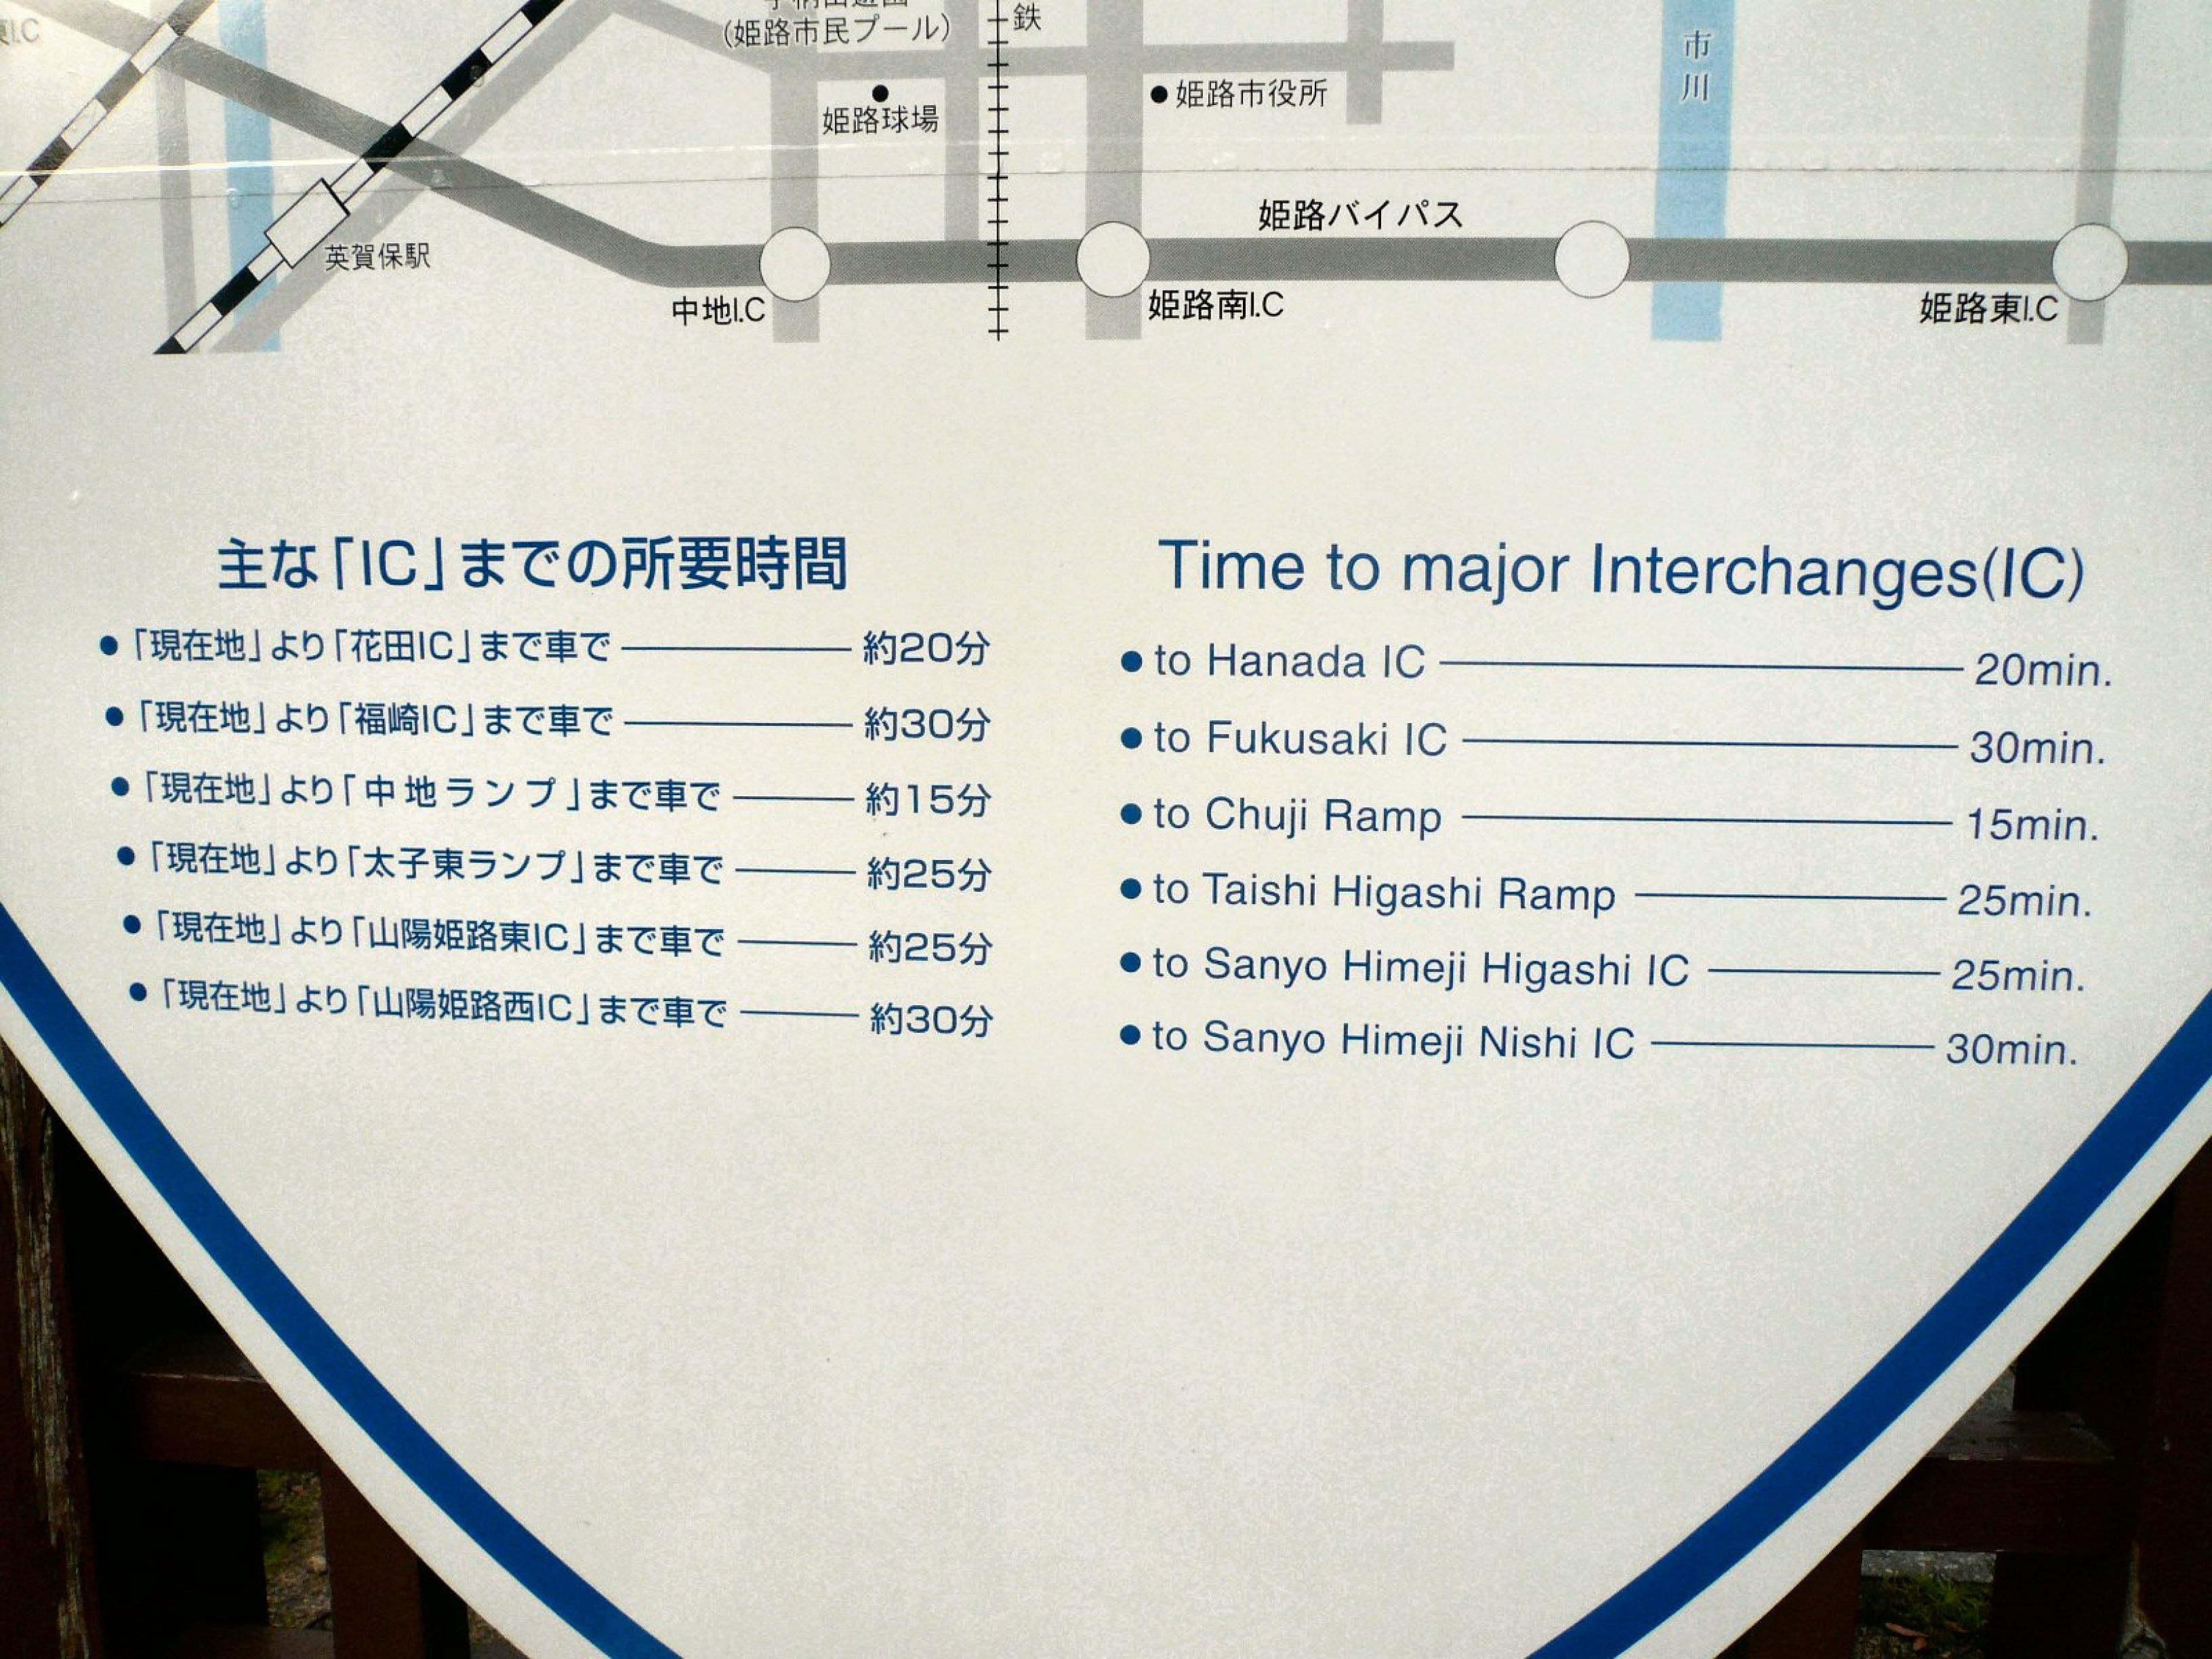 (姫路市民プール)
鉄
市川
姫路球場
姫路市役所
姫路バイパス
英賀保駅
中地I.C
姫路南I.C
姫路東I.C
主な「IC」までの所要時間
●「現在地」より「花田IC」まで車で 約20分
●「現在地」より「福崎IC」まで車で 約30分
●「現在地」より「中地ランプ」まで車で 約15分
●「現在地」より「太子東ランプ」まで車で 約25分
●「現在地」より「山陽姫路東IC」まで車で 約25分
●「現在地」より「山陽姫路西IC」まで車で 約30分
Time to major Interchanges(IC)
● to Hanada IC 20min.
● to Fukusaki IC 30min.
● to Chuji Ramp 15min.
● to Taishi Higashi Ramp 25min.
● to Sanyo Himeji Higashi IC 25min.
● to Sanyo Himeji Nishi IC 30min.